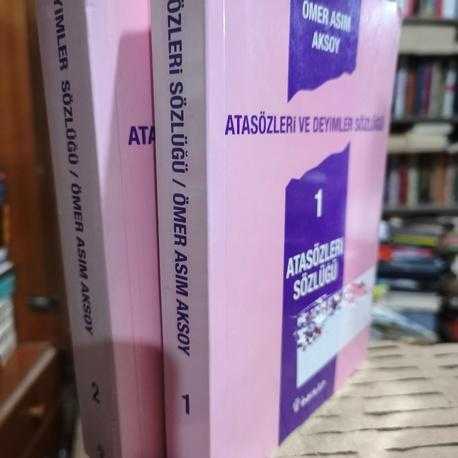 YİMLER SÖZLÜĞÜ / ÖMER ASIM AKSOY
2
ÖZLERİ SÖZLÜĞÜ / ÖMER ASIM AKSOY
1
ATA
ÖMER ASIM
AKSOY
ATASÖZLERİ VE DEYİMLER SÖZLÜĞÜ
1
ATASÖZLERİ
SÖZLÜĞÜ